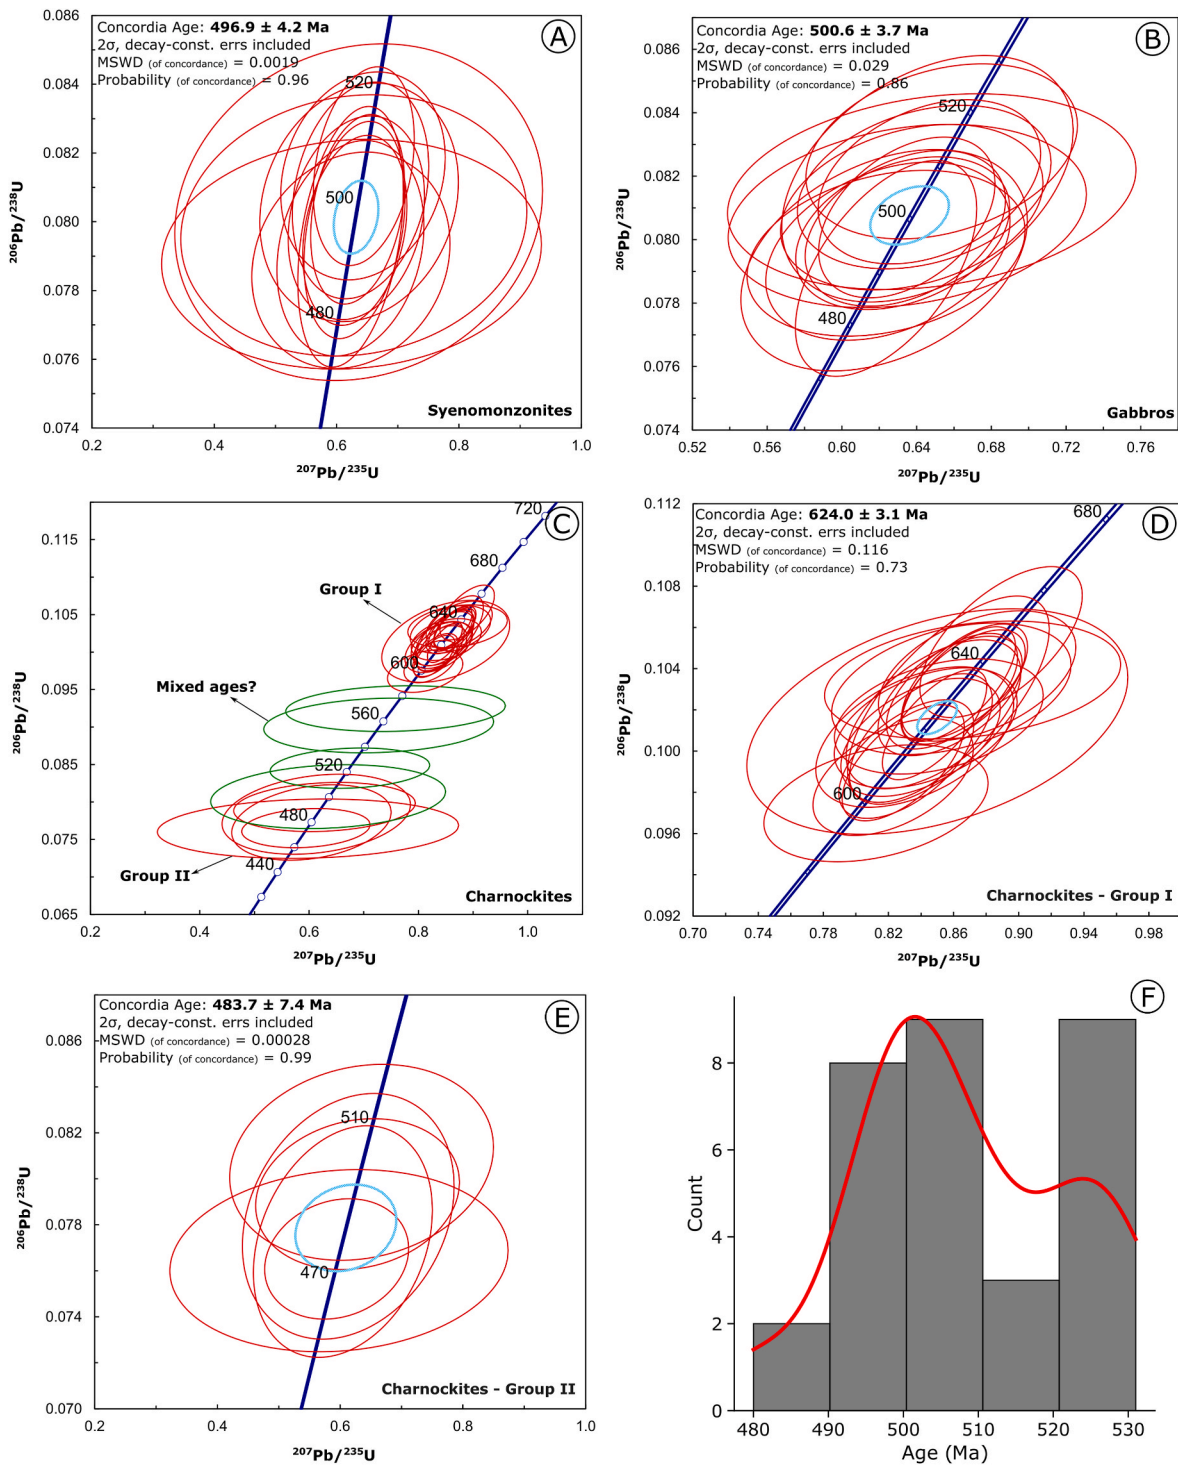 Concordia Age: 496.9 ± 4.2 Ma
2σ, decay-const. errs included
MSWD (of concordance) = 0.0019
Probability (of concordance) = 0.96
A
0.086
0.084
0.082
0.080
0.078
0.076
0.074
206Pb/238U
520
500
480
Syenomonzonites
0.2
0.4
0.6
0.8
1.0
207Pb/235U
Concordia Age: 500.6 ± 3.7 Ma
2σ, decay-const. errs included
MSWD (of concordance) = 0.029
Probability (of concordance) = 0.86
B
0.086
0.084
0.082
0.080
0.078
0.076
0.074
206Pb/238U
520
500
480
Gabbros
0.52
0.56
0.60
0.64
0.68
0.72
0.76
207Pb/235U
C
0.115
0.105
0.095
0.085
0.075
0.065
206Pb/238U
720
680
Group I
640
600
Mixed ages?
560
520
480
Group II
440
Charnockites
0.2
0.4
0.6
0.8
1.0
207Pb/235U
Concordia Age: 624.0 ± 3.1 Ma
2σ, decay-const. errs included
MSWD (of concordance) = 0.116
Probability (of concordance) = 0.73
D
0.112
0.108
0.104
0.100
0.096
0.092
206Pb/238U
680
640
600
Charnockites - Group I
0.70
0.74
0.78
0.82
0.86
0.90
0.94
0.98
207Pb/235U
Concordia Age: 483.7 ± 7.4 Ma
2σ, decay-const. errs included
MSWD (of concordance) = 0.00028
Probability (of concordance) = 0.99
E
0.086
0.082
0.078
0.074
0.070
206Pb/238U
510
470
Charnockites - Group II
0.2
0.4
0.6
0.8
1.0
207Pb/235U
F
8
6
4
2
0
Count
480
490
500
510
520
530
Age (Ma)